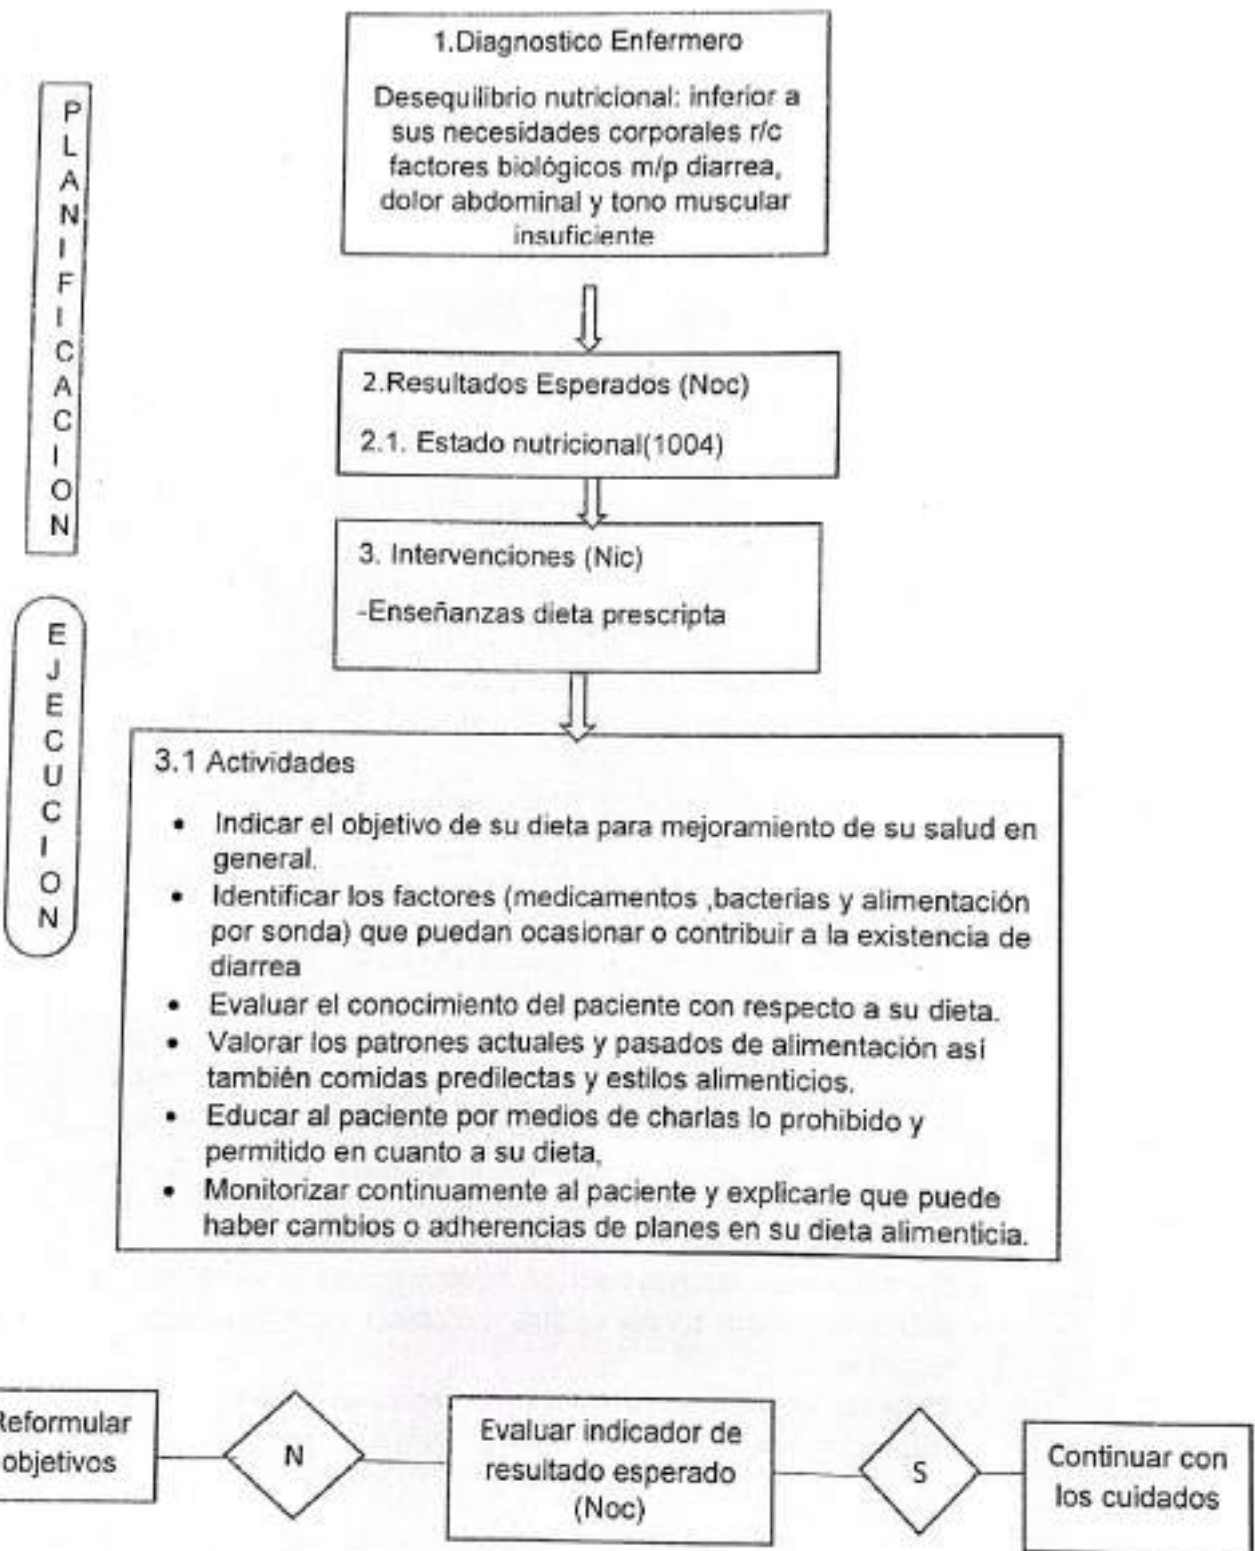 PLANIFICACION
1.Diagnostico Enfermero
Desequilibrio nutricional: inferior a
sus necesidades corporales r/c
factores biológicos m/p diarrea,
dolor abdominal y tono muscular
insuficiente
2.Resultados Esperados (Noc)
2.1. Estado nutricional(1004)
3. Intervenciones (Nic)
-Enseñanzas dieta prescripta
EJECUCION
3.1 Actividades
• Indicar el objetivo de su dieta para mejoramiento de su salud en
general.
• Identificar los factores (medicamentos ,bacterias y alimentación
por sonda) que puedan ocasionar o contribuir a la existencia de
diarrea
• Evaluar el conocimiento del paciente con respecto a su dieta.
• Valorar los patrones actuales y pasados de alimentación así
también comidas predilectas y estilos alimenticios.
• Educar al paciente por medios de charlas lo prohibido y
permitido en cuanto a su dieta,
• Monitorizar continuamente al paciente y explicarle que puede
haber cambios o adherencias de planes en su dieta alimenticia.
Reformular
objetivos
N
Evaluar indicador de
resultado esperado
(Noc)
S
Continuar con
los cuidados